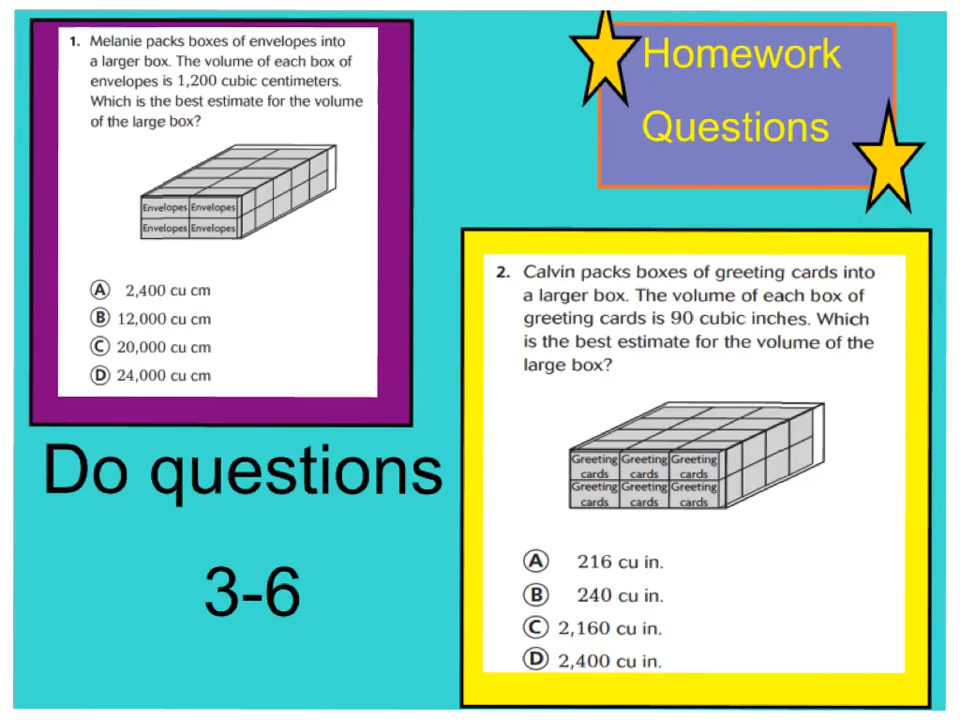 1. Melanie packs boxes of envelopes into
a larger box. The volume of each box of
envelopes is 1,200 cubic centimeters.
Which is the best estimate for the volume
of the large box?
Envelopes Envelopes
Envelopes Envelopes
A 2,400 cu cm
B 12,000 cu cm
C 20,000 cu cm
D 24,000 cu cm
Homework
Questions
2. Calvin packs boxes of greeting cards into
a larger box. The volume of each box of
greeting cards is 90 cubic inches. Which
is the best estimate for the volume of the
large box?
Greeting Greeting Greeting
cards cards cards
Greeting Greeting Greeting
cards cards cards
A 216 cu in.
B 240 cu in.
C 2,160 cu in.
D 2,400 cu in.
Do questions
3-6